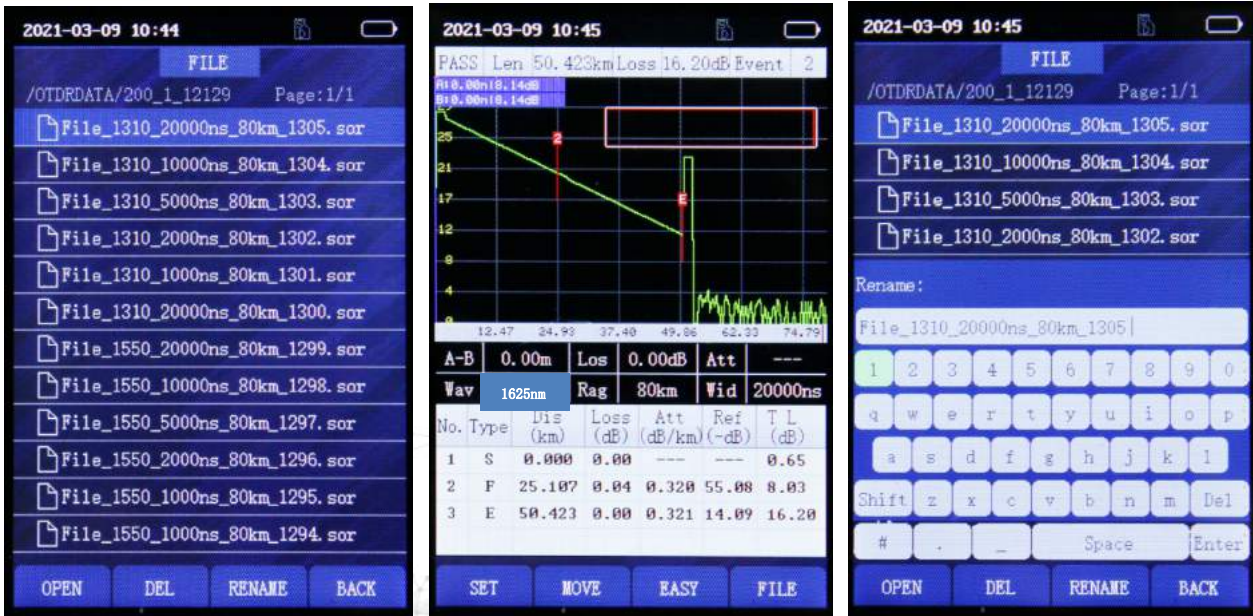 2021-03-09 10:44
FILE
/OTDRDATA/200_1_12129 Page:1/1
File_1310_20000ns_80km_1305.sor
File_1310_10000ns_80km_1304.sor
File_1310_5000ns_80km_1303.sor
File_1310_2000ns_80km_1302.sor
File_1310_1000ns_80km_1301.sor
File_1310_20000ns_80km_1300.sor
File_1550_20000ns_80km_1299.sor
File_1550_10000ns_80km_1298.sor
File_1550_5000ns_80km_1297.sor
File_1550_2000ns_80km_1296.sor
File_1550_1000ns_80km_1295.sor
File_1550_1000ns_80km_1294.sor
OPEN DEL RENAME BACK
2021-03-09 10:45
PASS Len 50.423km Loss 16.20dB Event 2
A:0.00m:8.14dB
B:0.00m:8.14dB
25
2
21
17
E
12
8
4
12.47 24.93 37.40 49.86 62.33 74.79
A-B 0.00m Los 0.00dB Att ---
Wav 1625nm Rag 80km Wid 20000ns
No. Type Dis (km) Loss (dB) Att (dB/km) Ref (-dB) T L (dB)
1 S 0.000 0.00 --- --- 0.65
2 F 25.107 0.04 0.320 55.08 8.03
3 E 50.423 0.00 0.321 14.09 16.20
SET MOVE EASY FILE
2021-03-09 10:45
FILE
/OTDRDATA/200_1_12129 Page:1/1
File_1310_20000ns_80km_1305.sor
File_1310_10000ns_80km_1304.sor
File_1310_5000ns_80km_1303.sor
File_1310_2000ns_80km_1302.sor
Rename:
File_1310_20000ns_80km_1305
1 2 3 4 5 6 7 8 9 0
q w e r t y u i o p
a s d f g h j k l
Shift z x c v b n m Del
# . _ Space Enter
OPEN DEL RENAME BACK